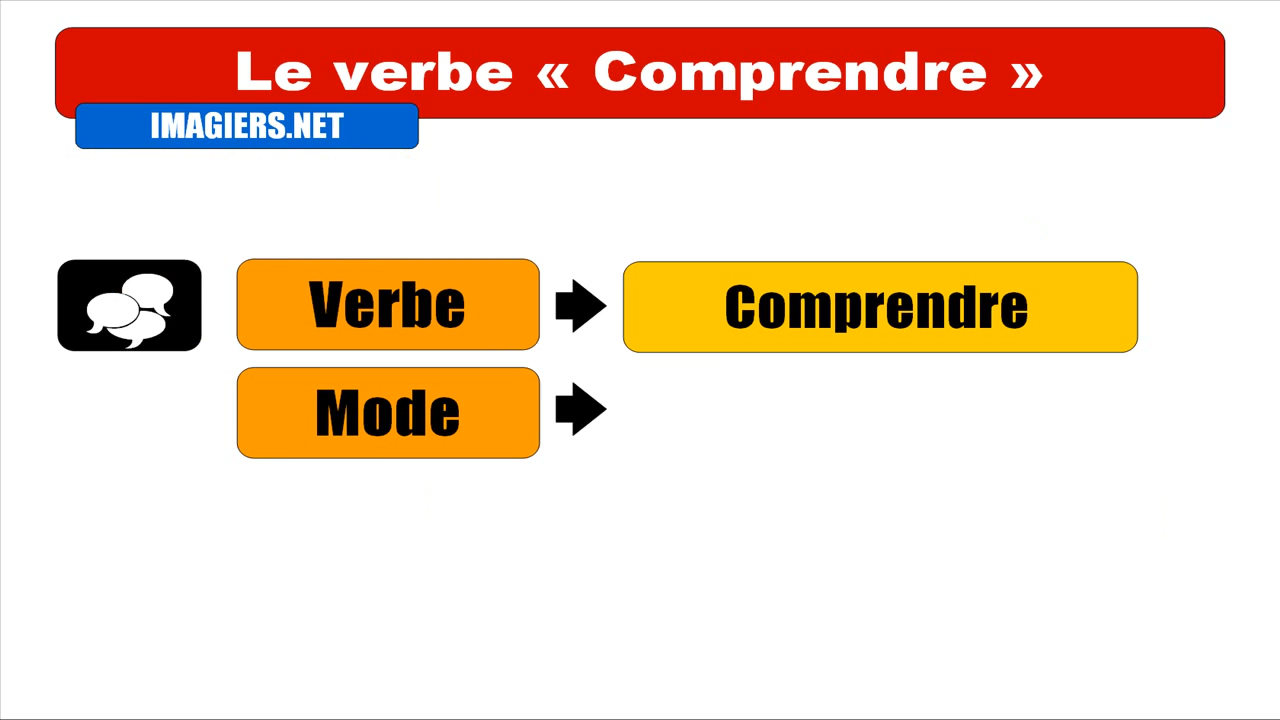 Le verbe « Comprendre »
IMAGIERS.NET
Verbe
Comprendre
Mode